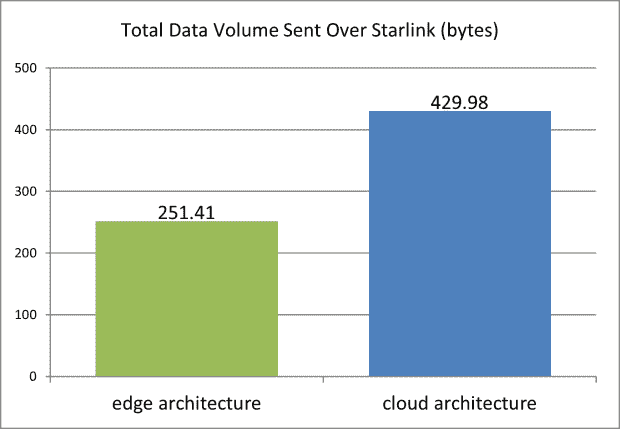 Total Data Volume Sent Over Starlink (bytes)
500
429.98
400
300
251.41
200
100
0
edge architecture
cloud architecture